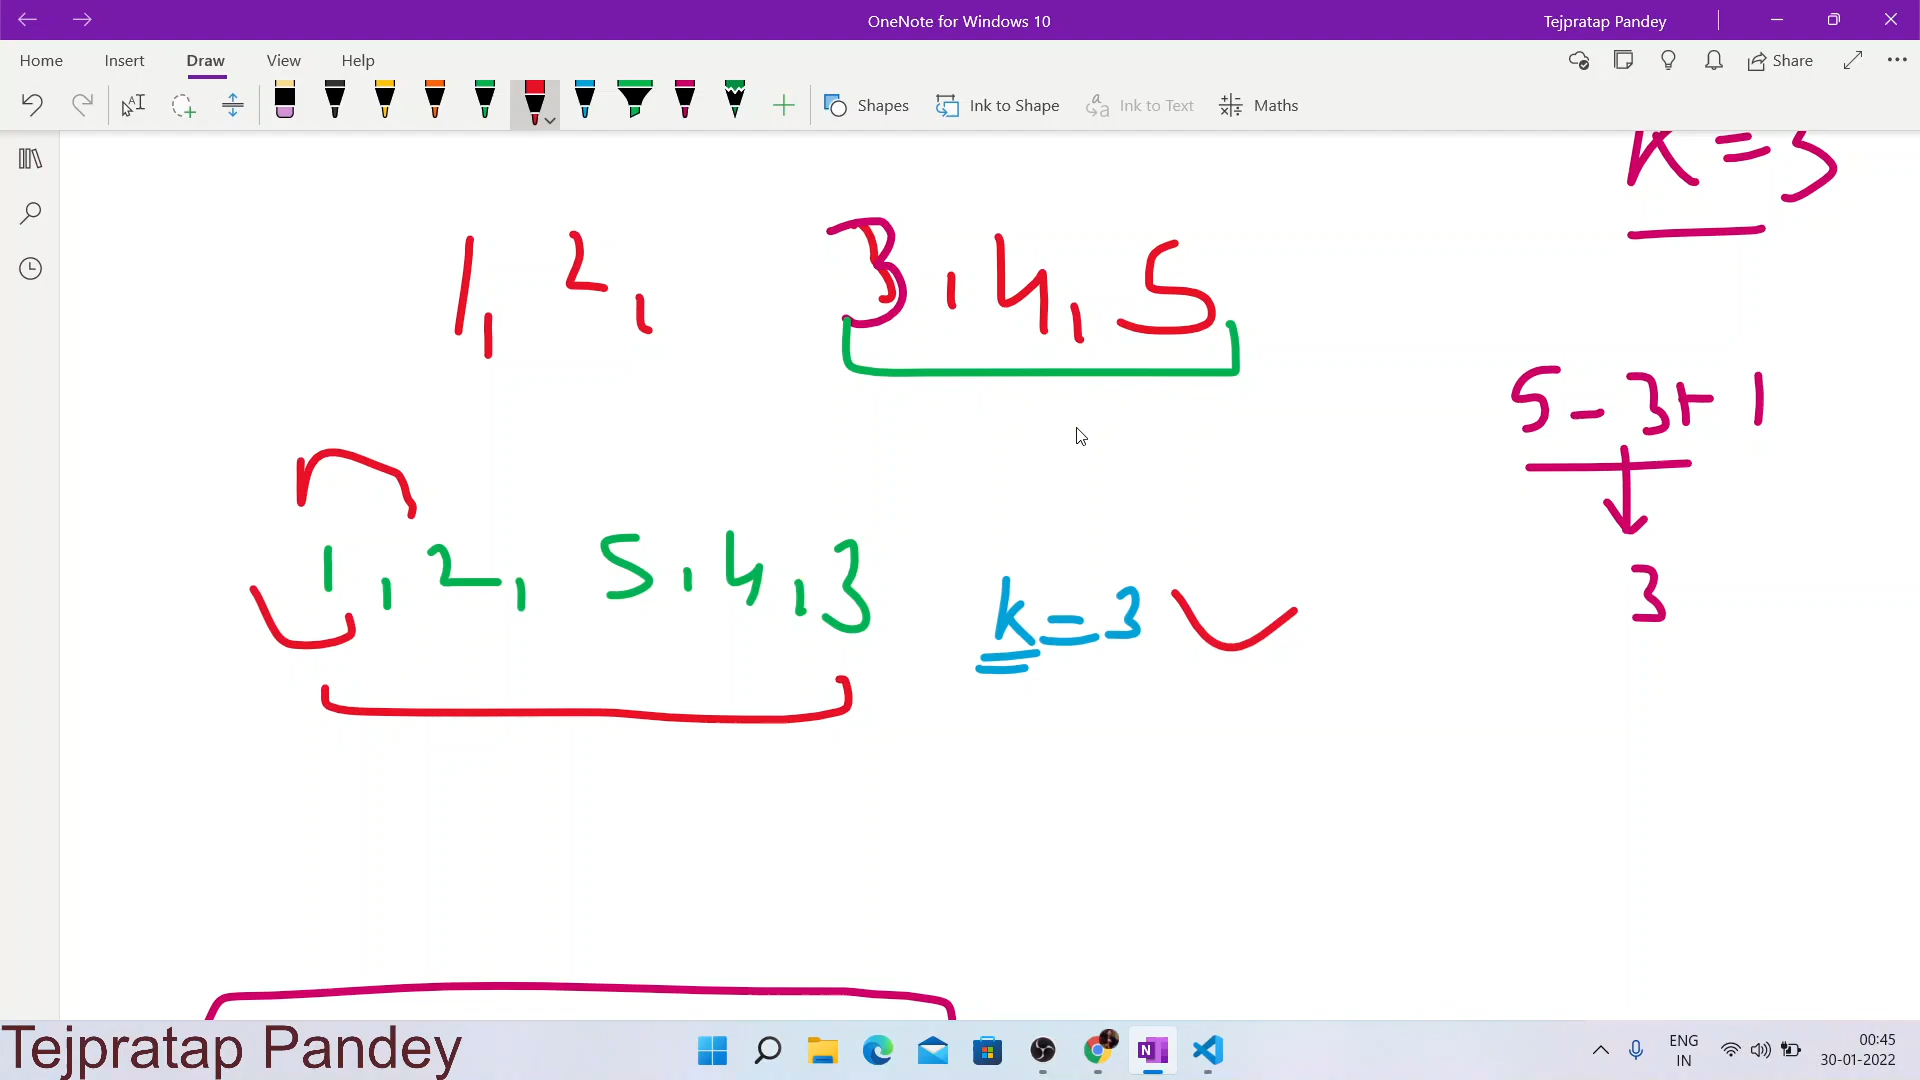 OneNote for Windows 10
Tejpratap Pandey
Home Insert Draw View Help
Share
Shapes Ink to Shape Ink to Text Maths
k=3
1, 2, 3, 4, 5
5-3+1
3
1, 2, 5, 4, 3
k=3
Tejpratap Pandey
ENG
IN
00:45
30-01-2022